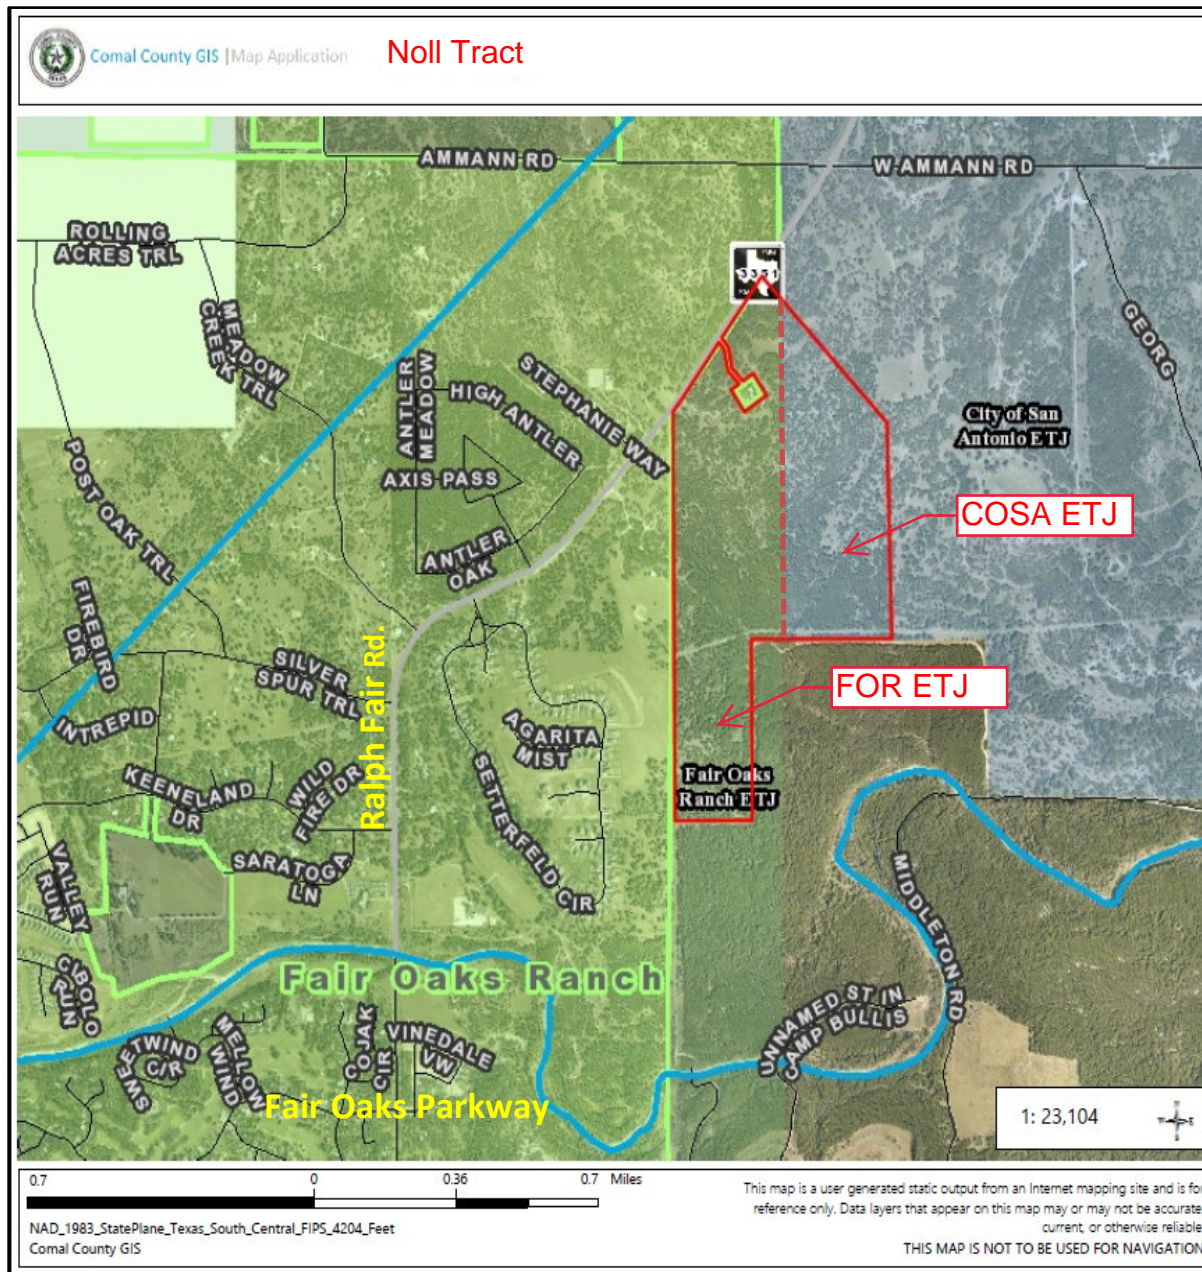 Comal County GIS | Map Application
Noll Tract
AMMANN RD
W AMMANN RD
ROLLING
ACRES TRL
MEADOW
CREEK TRL
3351
GEORG
ANTLER
MEADOW
HIGH ANTLER
STEPHANIE WAY
AXIS PASS
City of San
Antonio ETJ
POST OAK TRL
ANTLER
OAK
COSA ETJ
FIREBIRD
DR
SILVER
SPUR TRL
Ralph Fair Rd.
FOR ETJ
INTREPID
AGARITA
MIST
KEENELAND
DR
WILD
FIRE DR
SETTERFELD CIR
Fair Oaks
Ranch ETJ
VALLEY
RUN
SARATOGA
LN
MIDDLETON RD
CIBOLO
RUN
Fair Oaks Ranch
UNNAMED ST IN
CAMP BULLIS
SWEETWIND
CIR
MELLOW
WIND
COJAK
CIR
VINEDALE
VW
Fair Oaks Parkway
1: 23,104
0.7 0 0.36 0.7 Miles
NAD_1983_StatePlane_Texas_South_Central_FIPS_4204_Feet
Comal County GIS
This map is a user generated static output from an Internet mapping site and is for
reference only. Data layers that appear on this map may or may not be accurate,
current, or otherwise reliable.
THIS MAP IS NOT TO BE USED FOR NAVIGATION